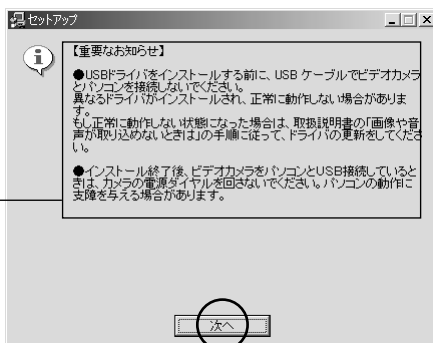 セットアップ
【重要なお知らせ】
●USBドライバをインストールする前に、USB ケーブルでビデオカメラ
とパソコンを接続しないでください。
異なるドライバがインストールされ、正常に動作しない場合がありま
す。
もし正常に動作しない状態になった場合は、取扱説明書の「画像や音
声が取り込めないときは」の手順に従って、ドライバの更新をしてくださ
い。
●インストール終了後、ビデオカメラをパソコンとUSB接続していると
きは、カメラの電源ダイヤルを回さないでください。パソコンの動作に
支障を与える場合があります。
次へ